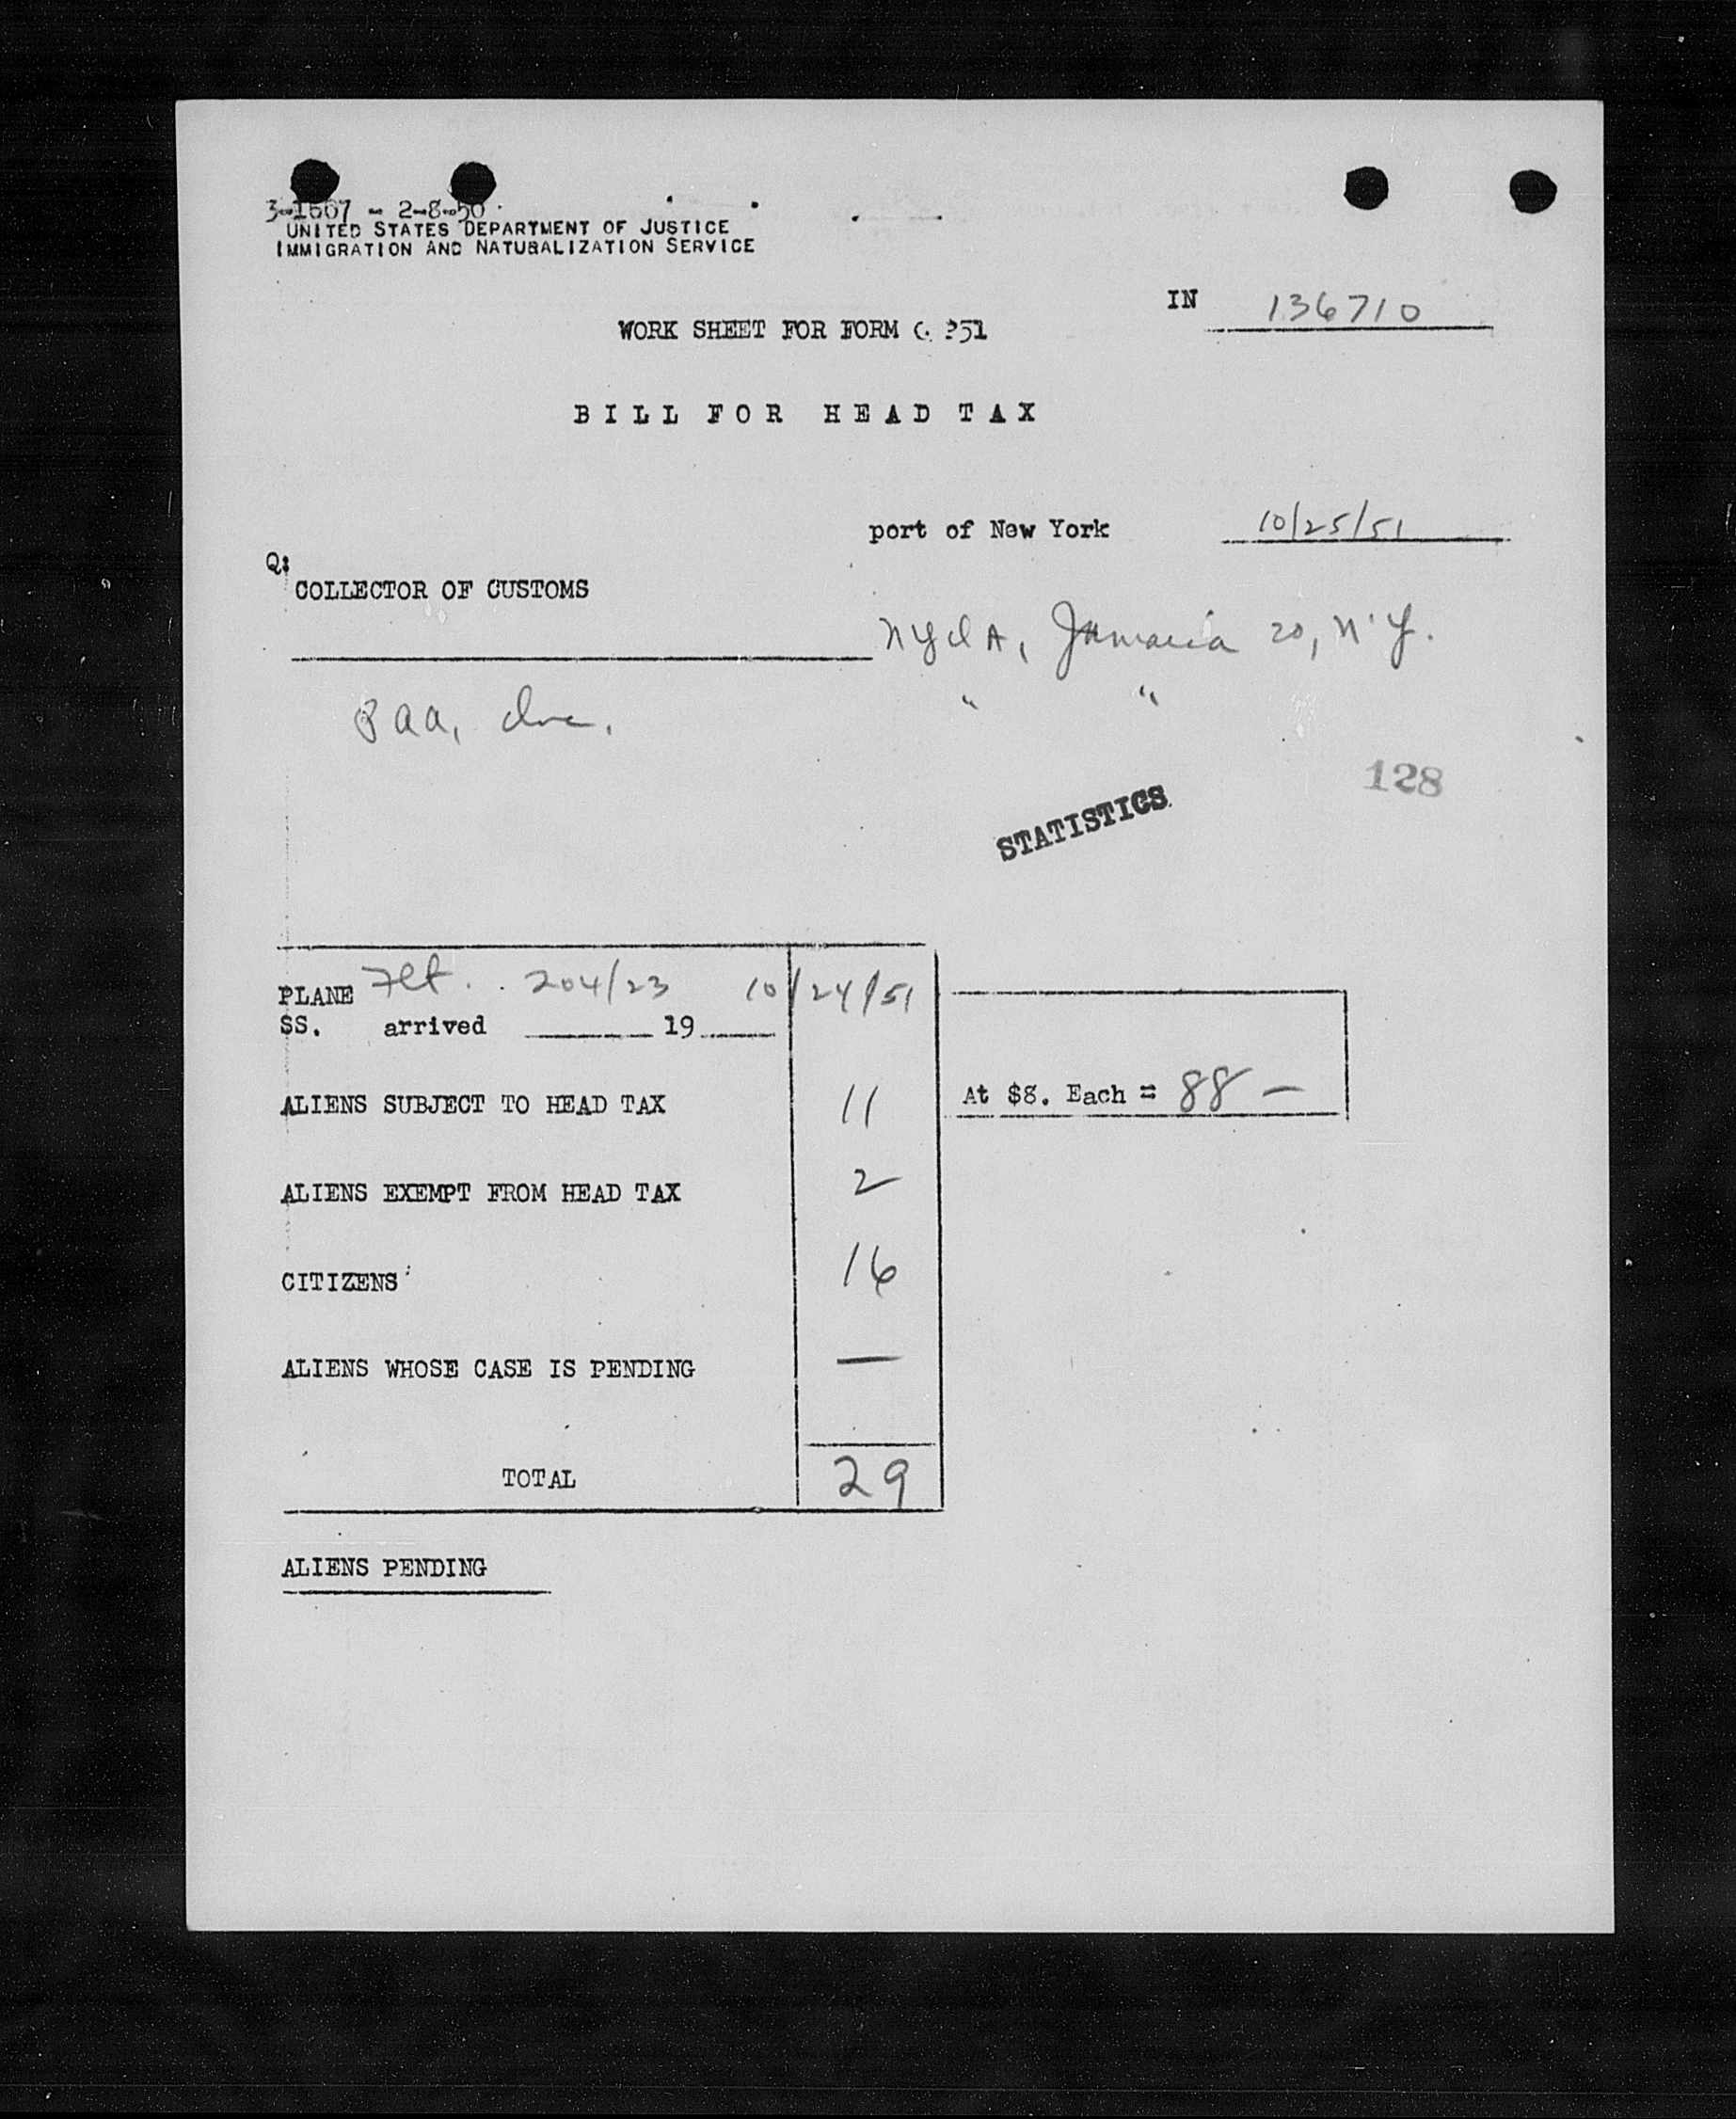 3-1667 - 2-8-50
UNITED STATES DEPARTMENT OF JUSTICE
IMMIGRATION AND NATURALIZATION SERVICE
IN 136710
WORK SHEET FOR FORM G. 351
BILL FOR HEAD TAX
port of New York 10/25/51
Q:
COLLECTOR OF CUSTOMS
NYIA, Jamaica 20, N.Y.
PAA, Inc. " "
128
STATISTICS
PLANE Flt. 204/23 10/24/51
SS. arrived 19
ALIENS SUBJECT TO HEAD TAX 11 At $8. Each = 88 —
ALIENS EXEMPT FROM HEAD TAX 2
CITIZENS 16
ALIENS WHOSE CASE IS PENDING —
TOTAL 29
ALIENS PENDING